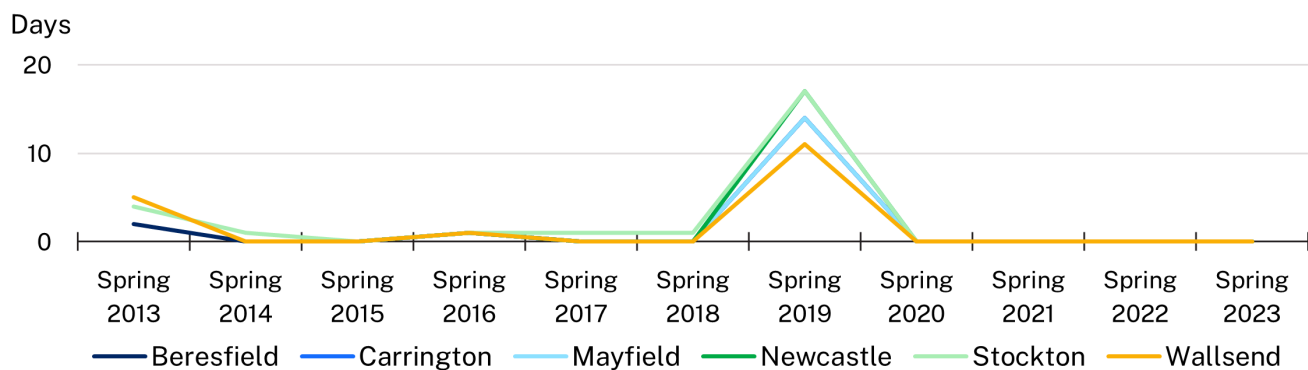 Days
20
10
0
Spring 2013 Spring 2014 Spring 2015 Spring 2016 Spring 2017 Spring 2018 Spring 2019 Spring 2020 Spring 2021 Spring 2022 Spring 2023
Beresfield Carrington Mayfield Newcastle Stockton Wallsend